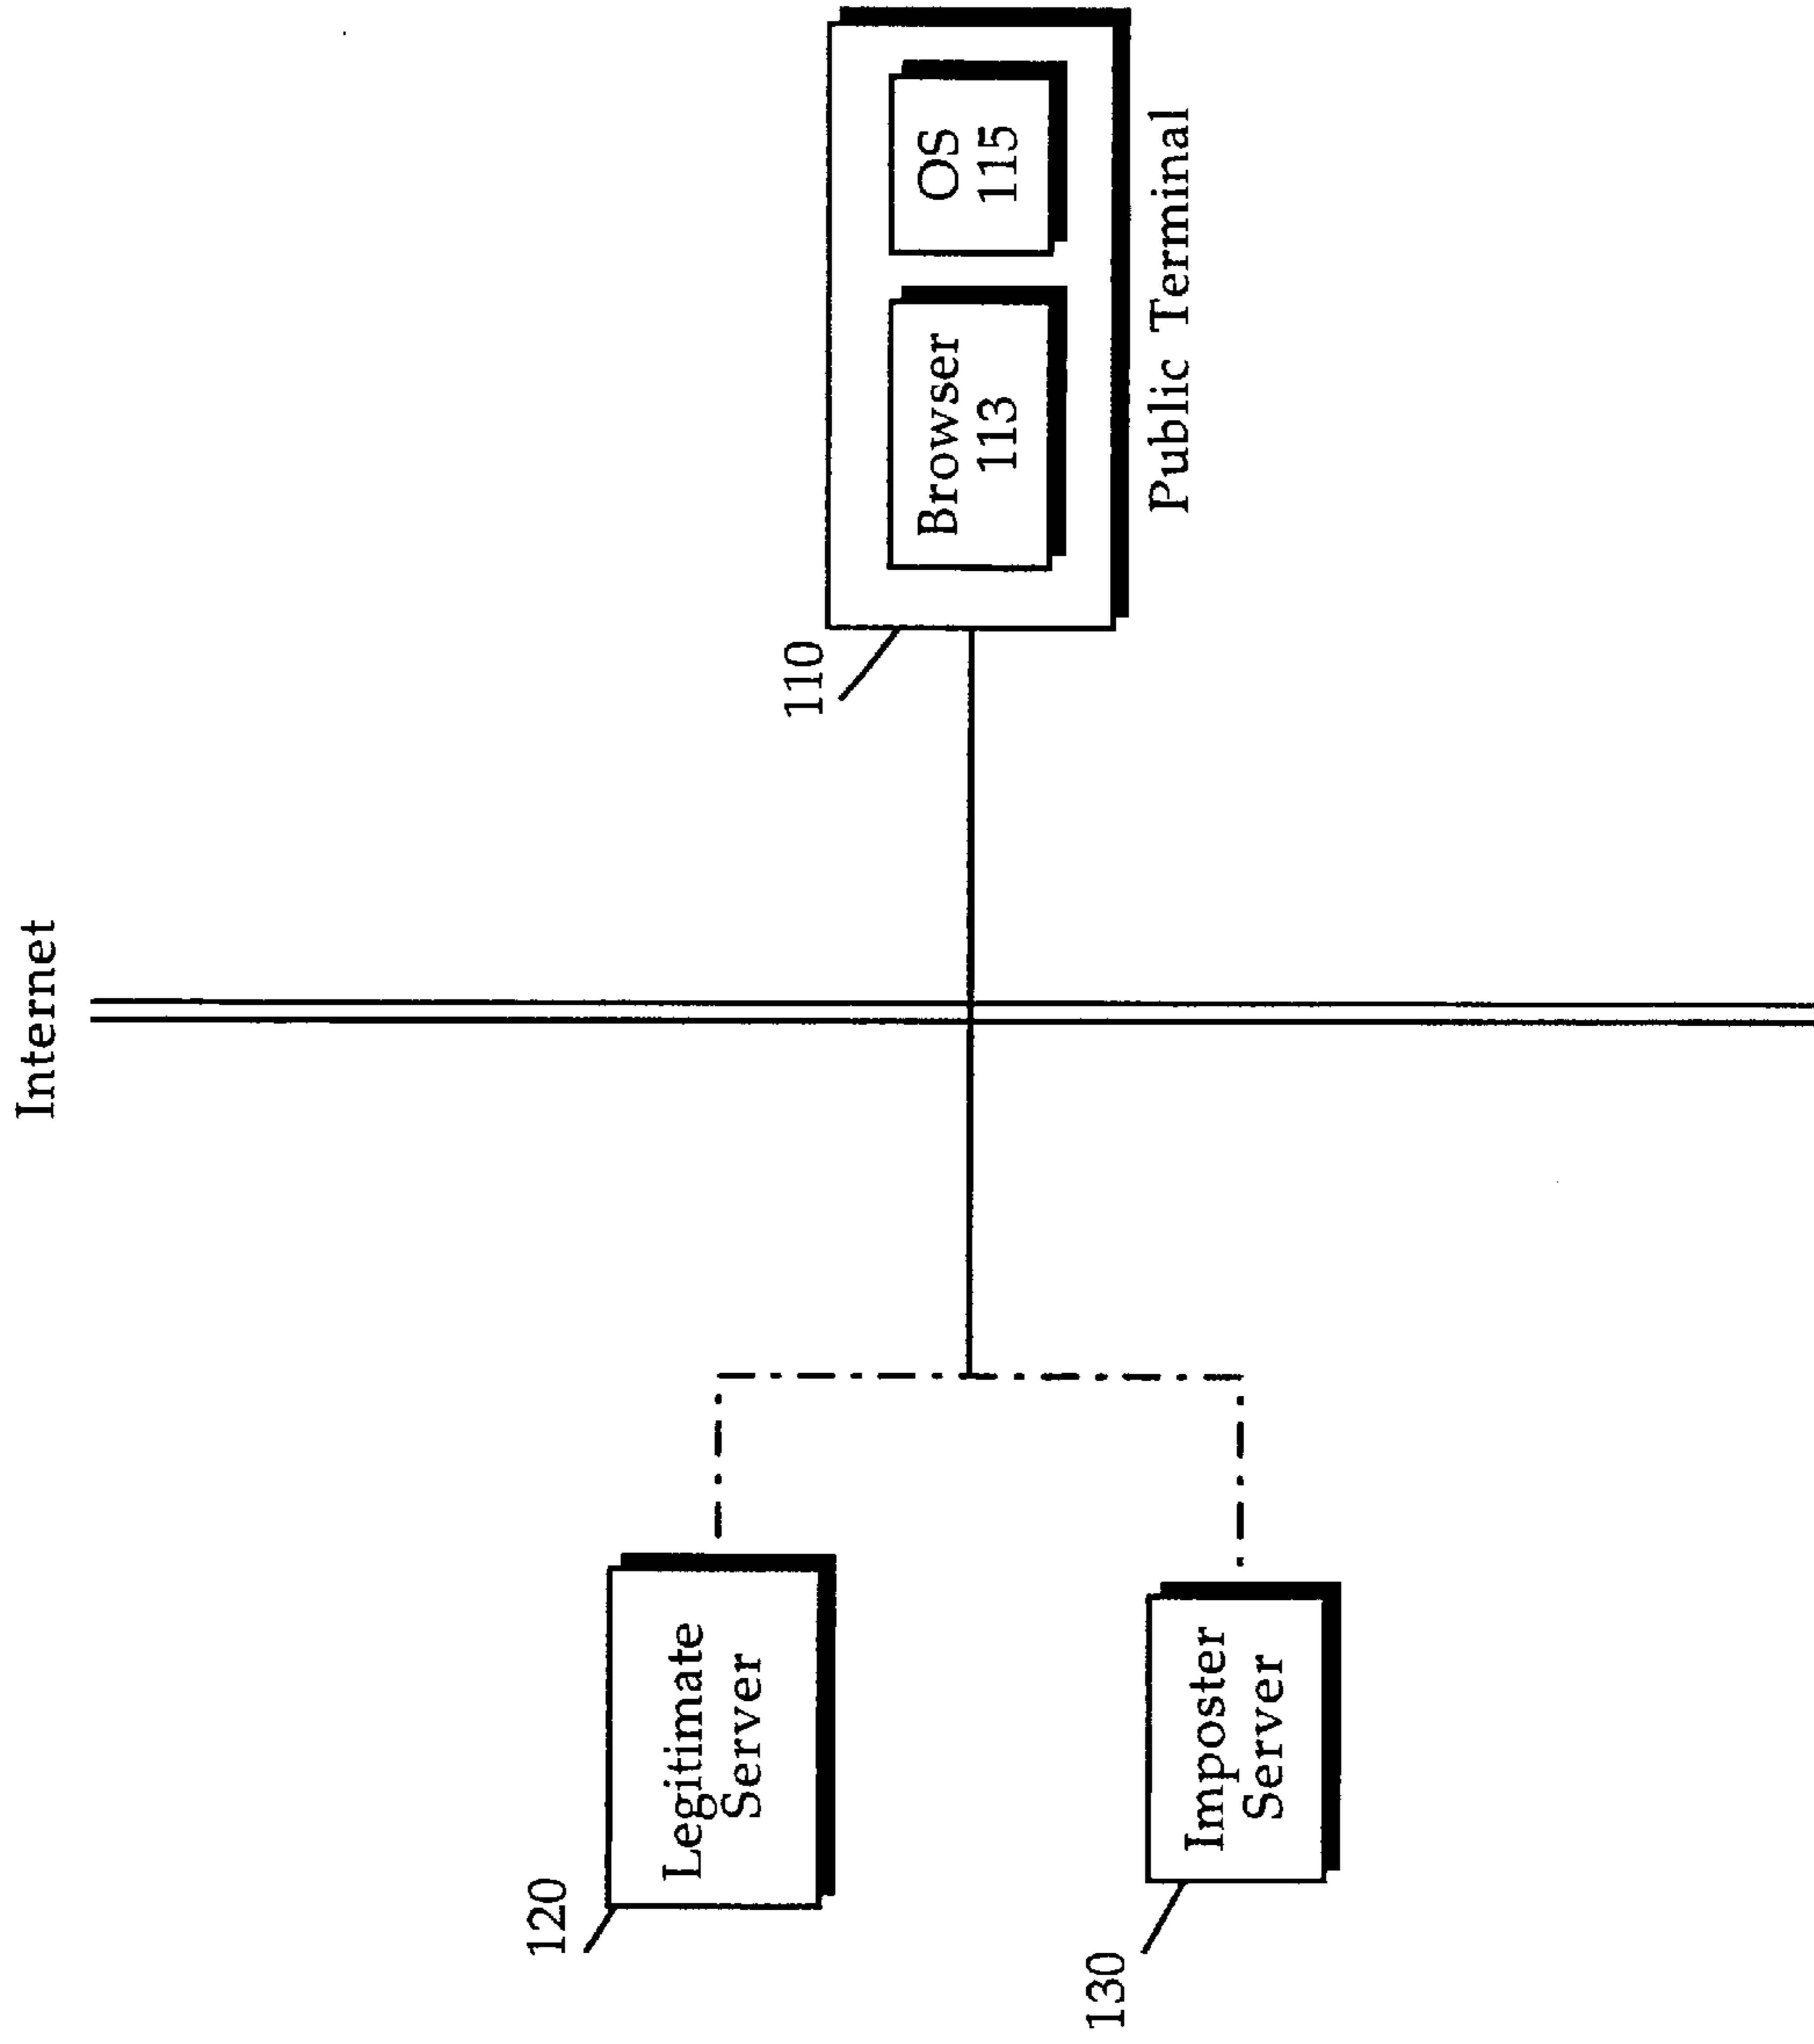 Internet
120
Legitimate
Server
110
Browser
113
OS
115
Public Terminal
130
Imposter
Server